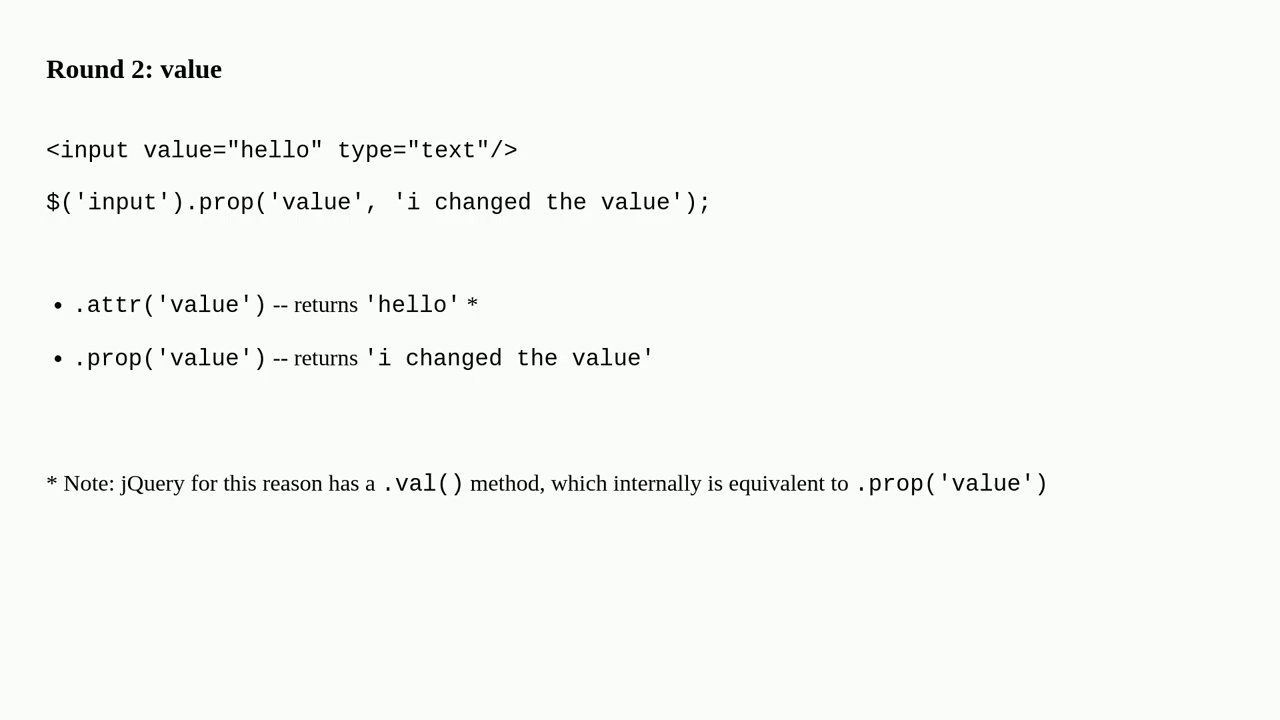 Round 2: value
<input value="hello" type="text"/>
$('input').prop('value', 'i changed the value');
• .attr('value') -- returns 'hello' *
• .prop('value') -- returns 'i changed the value'
* Note: jQuery for this reason has a .val() method, which internally is equivalent to .prop('value')